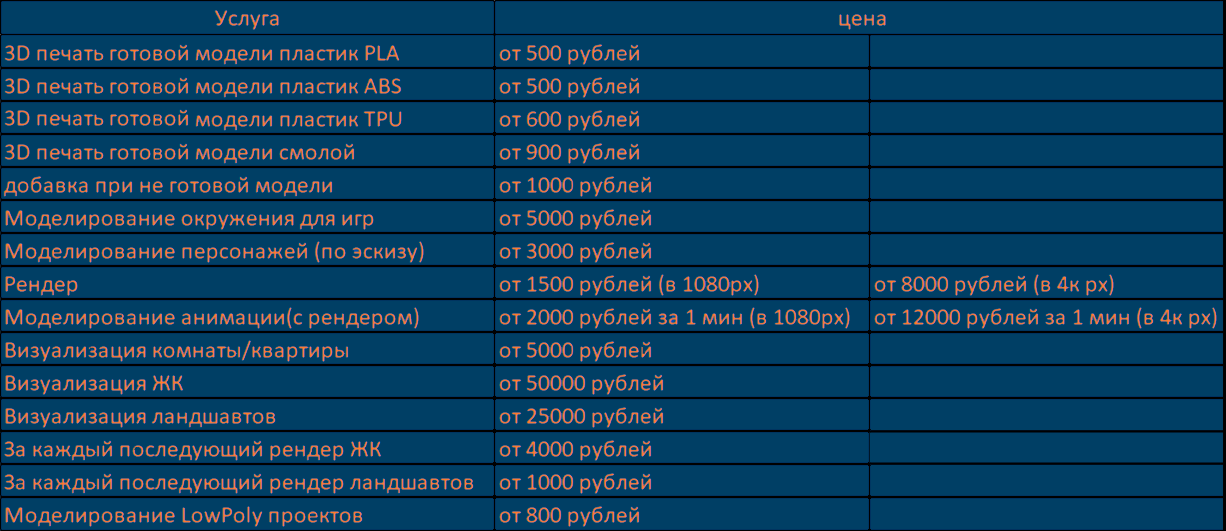 Услуга цена
3D печать готовой модели пластик PLA от 500 рублей
3D печать готовой модели пластик ABS от 500 рублей
3D печать готовой модели пластик TPU от 600 рублей
3D печать готовой модели смолой от 900 рублей
добавка при не готовой модели от 1000 рублей
Моделирование окружения для игр от 5000 рублей
Моделирование персонажей (по эскизу) от 3000 рублей
Рендер от 1500 рублей (в 1080px) от 8000 рублей (в 4к px)
Моделирование анимации(с рендером) от 2000 рублей за 1 мин (в 1080px) от 12000 рублей за 1 мин (в 4к px)
Визуализация комнаты/квартиры от 5000 рублей
Визуализация ЖК от 50000 рублей
Визуализация ландшавтов от 25000 рублей
За каждый последующий рендер ЖК от 4000 рублей
За каждый последующий рендер ландшавтов от 1000 рублей
Моделирование LowPoly проектов от 800 рублей